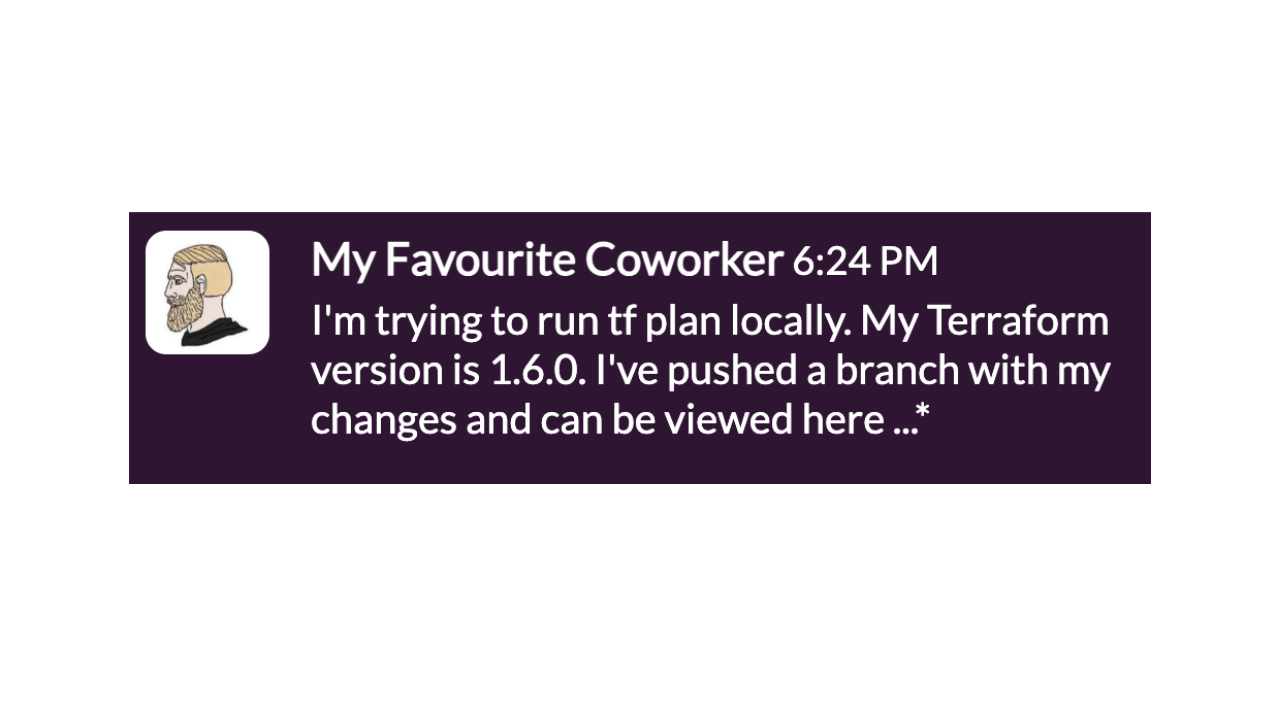 My Favourite Coworker 6:24 PM
I'm trying to run tf plan locally. My Terraform
version is 1.6.0. I've pushed a branch with my
changes and can be viewed here ...*